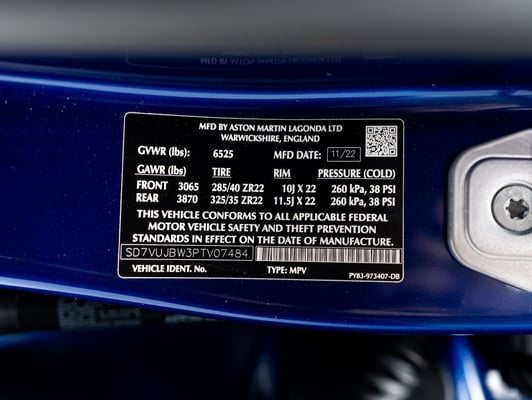 MFD BY ASTON MARTIN LAGONDA LTD
WARWICKSHIRE, ENGLAND
GVWR (lbs): 6525 MFD DATE: 11/22
GAWR (lbs): TIRE RIM PRESSURE (COLD)
FRONT 3065 285/40 ZR22 10J X 22 260 kPa, 38 PSI
REAR 3870 325/35 ZR22 11.5J X 22 260 kPa, 38 PSI
THIS VEHICLE CONFORMS TO ALL APPLICABLE FEDERAL
MOTOR VEHICLE SAFETY AND THEFT PREVENTION
STANDARDS IN EFFECT ON THE DATE OF MANUFACTURE
SD7VUJBW3PTV07484
VEHICLE IDENT. No. TYPE: MPV PY83-973407-DB